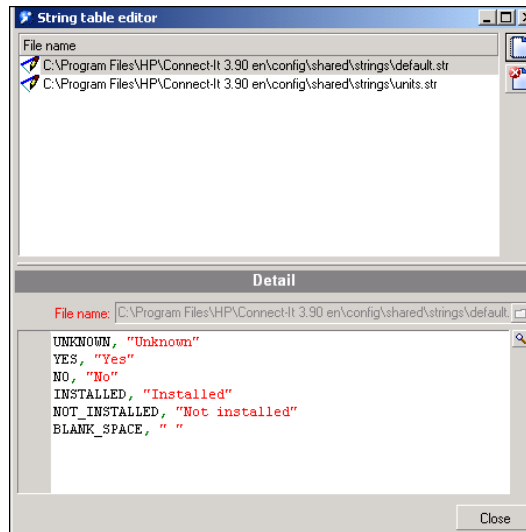 String table editor
File name
C:\Program Files\HP\Connect-It 3.90 en\config\shared\strings\default.str
C:\Program Files\HP\Connect-It 3.90 en\config\shared\strings\units.str
Detail
File name: C:\Program Files\HP\Connect-It 3.90 en\config\shared\strings\default.
UNKNOWN, "Unknown"
YES, "Yes"
NO, "No"
INSTALLED, "Installed"
NOT_INSTALLED, "Not installed"
BLANK_SPACE, " "
Close